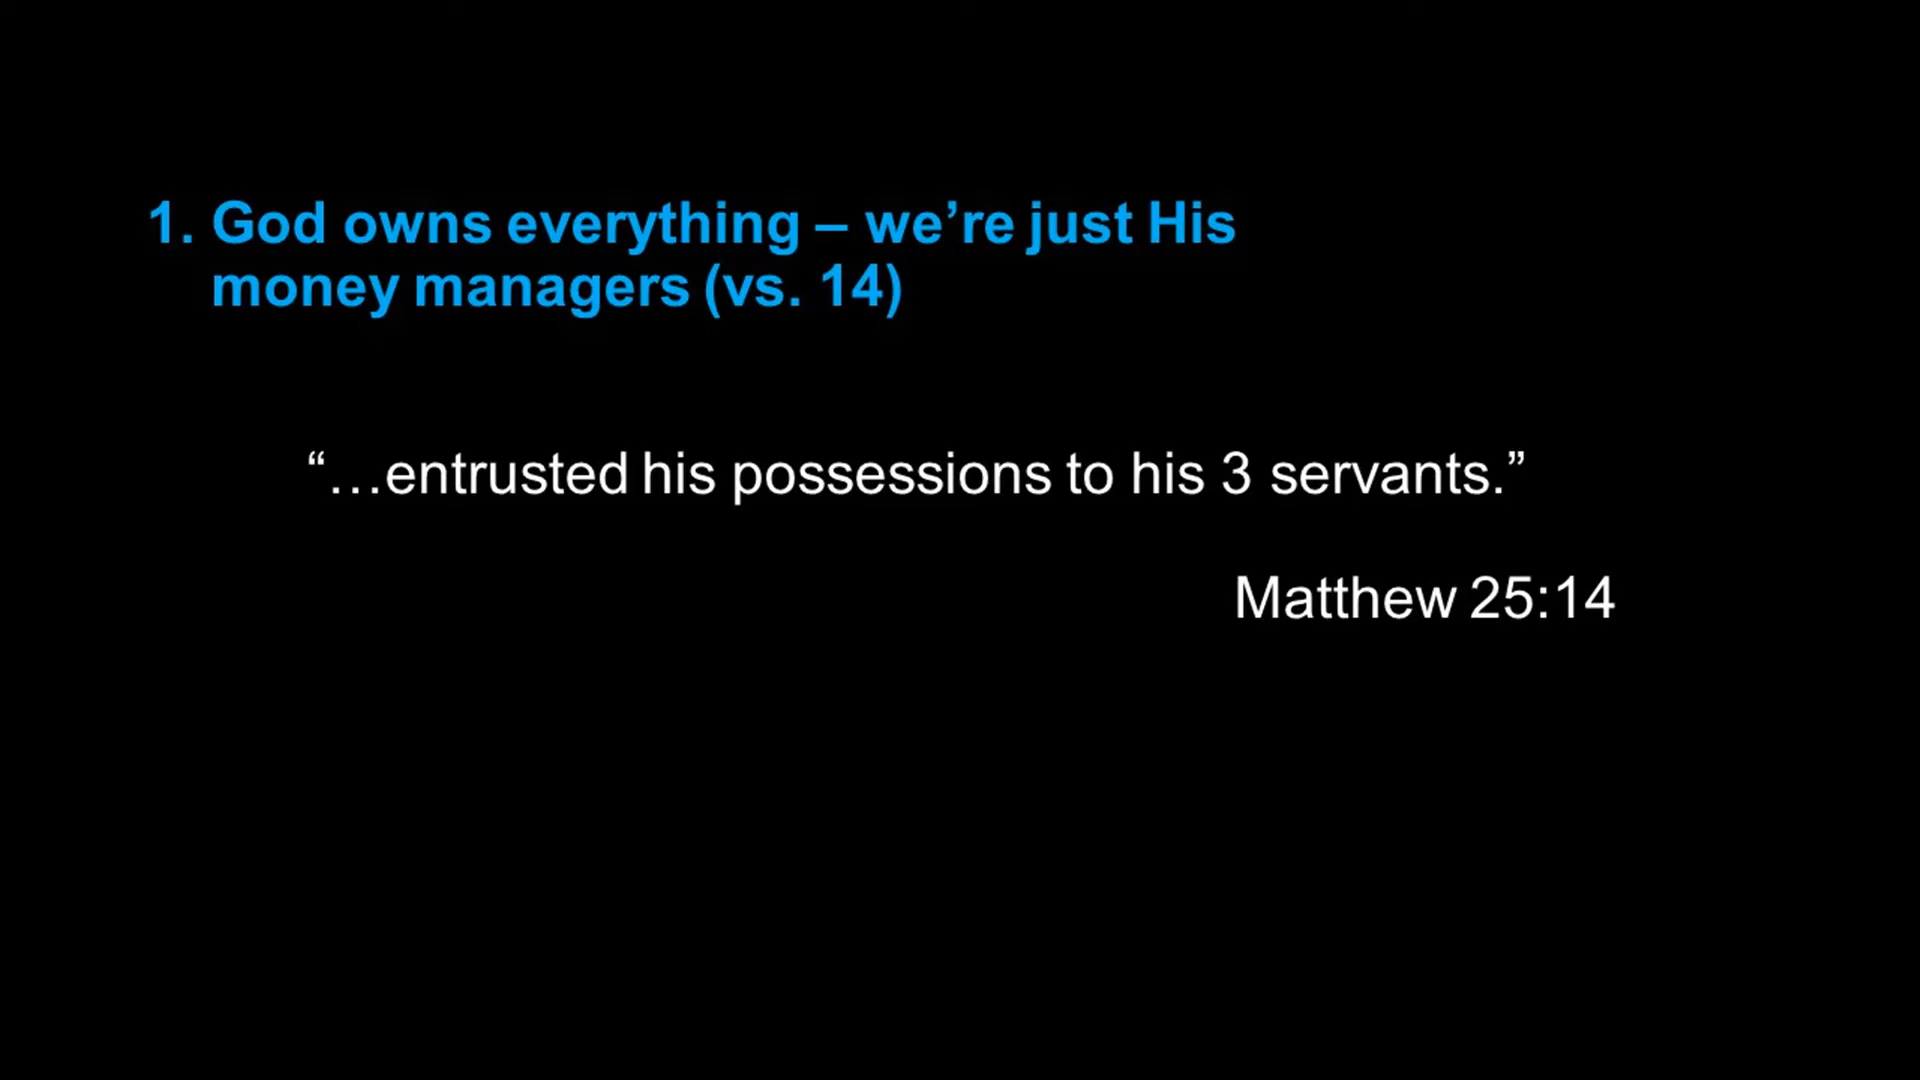 1. God owns everything – we’re just His
money managers (vs. 14)
“…entrusted his possessions to his 3 servants.”
Matthew 25:14